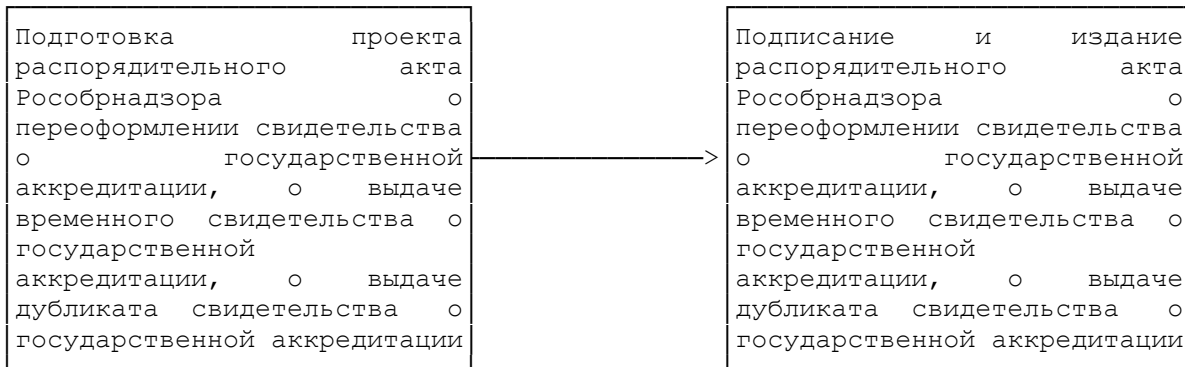 Подготовка проекта
распорядительного акта
Рособрнадзора о
переоформлении свидетельства
о государственной
аккредитации, о выдаче
временного свидетельства о
государственной
аккредитации, о выдаче
дубликата свидетельства о
государственной аккредитации
Подписание и издание
распорядительного акта
Рособрнадзора о
переоформлении свидетельства
о государственной
аккредитации, о выдаче
временного свидетельства о
государственной
аккредитации, о выдаче
дубликата свидетельства о
государственной аккредитации